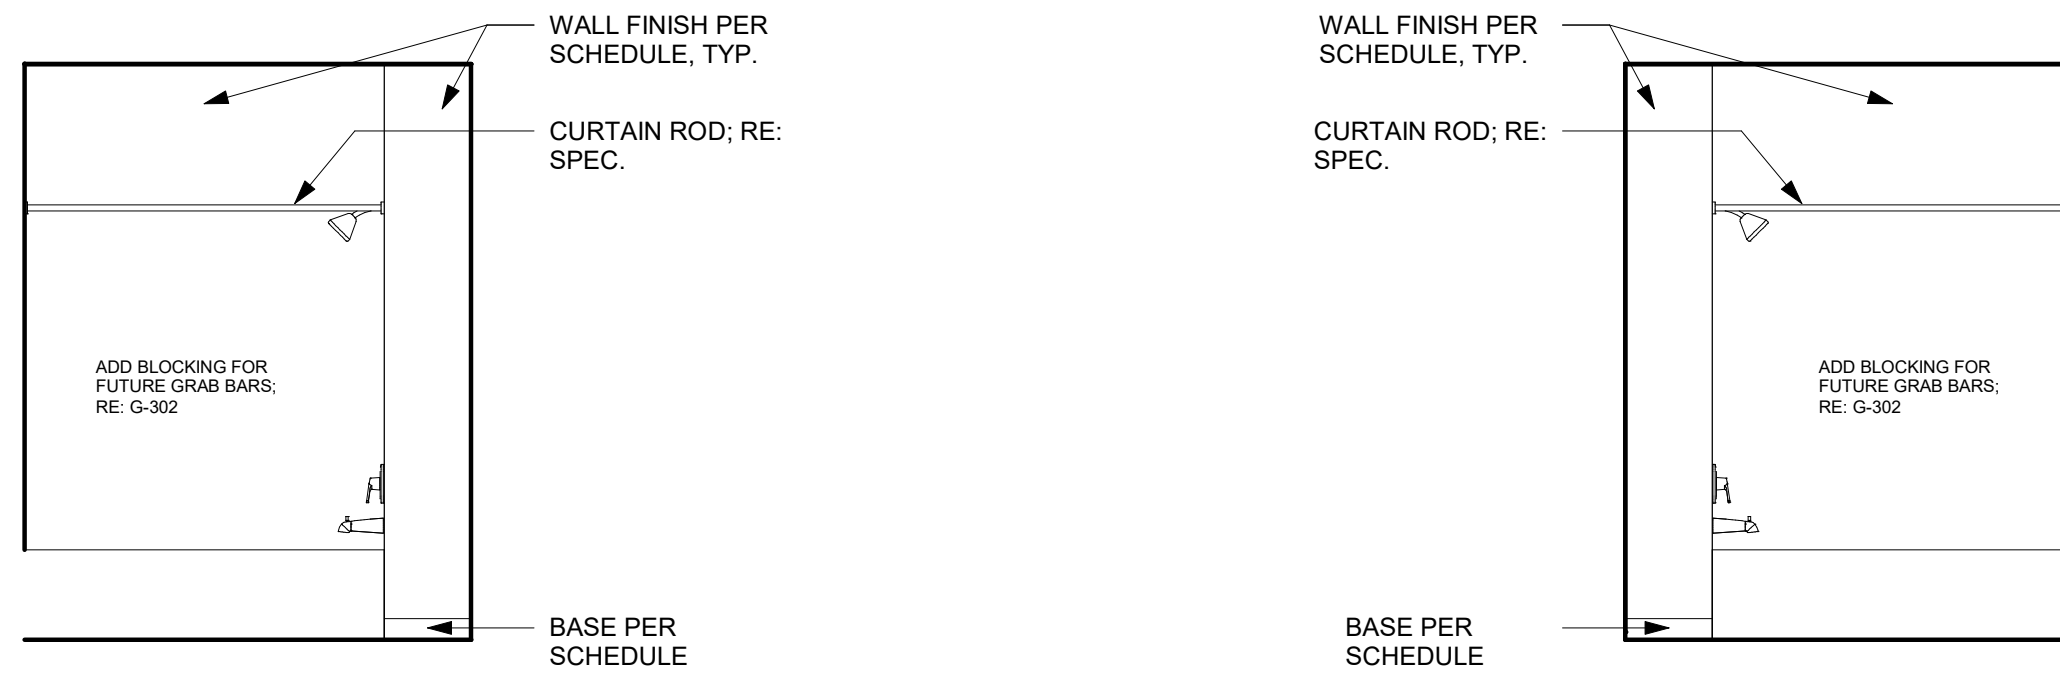 WALL FINISH PER
SCHEDULE, TYP.
CURTAIN ROD; RE:
SPEC.
ADD BLOCKING FOR
FUTURE GRAB BARS;
RE: G-302
BASE PER
SCHEDULE
WALL FINISH PER
SCHEDULE, TYP.
CURTAIN ROD; RE:
SPEC.
ADD BLOCKING FOR
FUTURE GRAB BARS;
RE: G-302
BASE PER
SCHEDULE